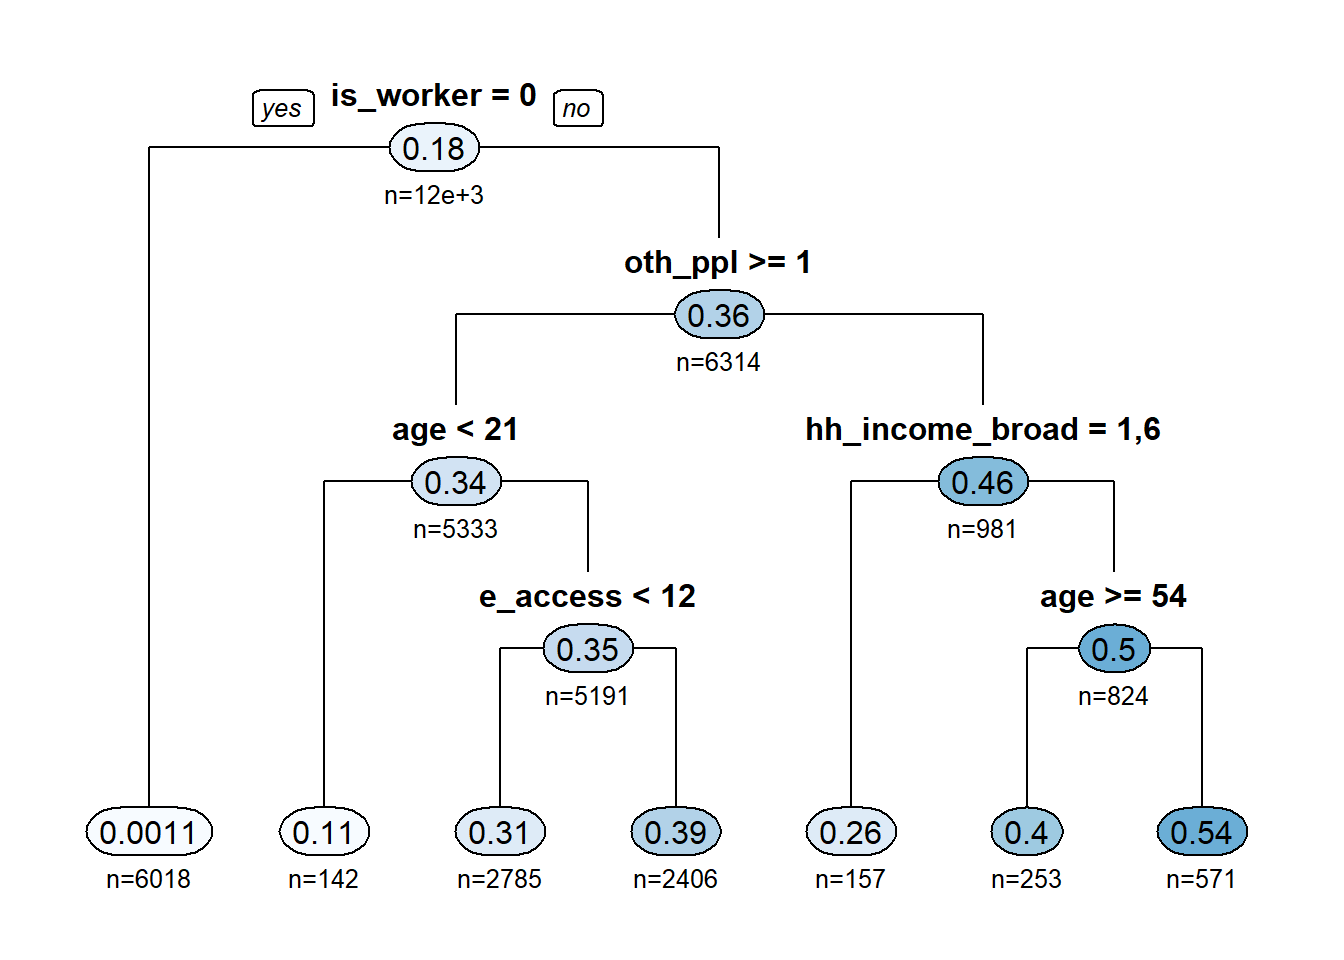 yes is_worker = 0 no
0.18
n=12e+3
oth_ppl >= 1
0.36
n=6314
age < 21 hh_income_broad = 1,6
0.34 0.46
n=5333 n=981
e_access < 12 age >= 54
0.35 0.5
n=5191 n=824
0.0011 0.11 0.31 0.39 0.26 0.4 0.54
n=6018 n=142 n=2785 n=2406 n=157 n=253 n=571